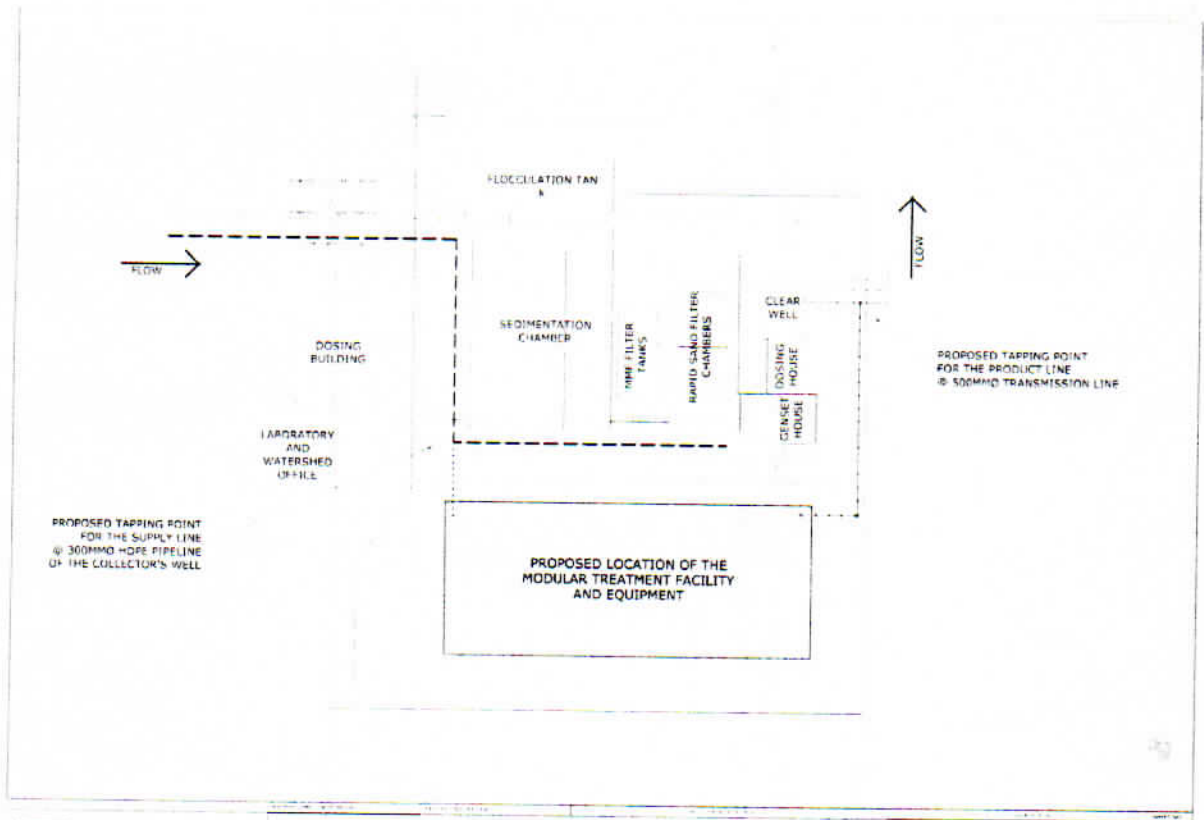 FLOCCULATION TAN
K
FLOW
FLOW
CLEAR
WELL
SEDIMENTATION
CHAMBER
MMF FILTER
TANKS
RAPID SAND FILTER
CHAMBERS
DOSING
HOUSE
GENSET
HOUSE
DOSING
BUILDING
PROPOSED TAPPING POINT
FOR THE PRODUCT LINE
@ 500MMØ TRANSMISSION LINE
LABORATORY
AND
WATERSHED
OFFICE
PROPOSED TAPPING POINT
FOR THE SUPPLY LINE
@ 300MMØ HDPE PIPELINE
OF THE COLLECTOR'S WELL
PROPOSED LOCATION OF THE
MODULAR TREATMENT FACILITY
AND EQUIPMENT